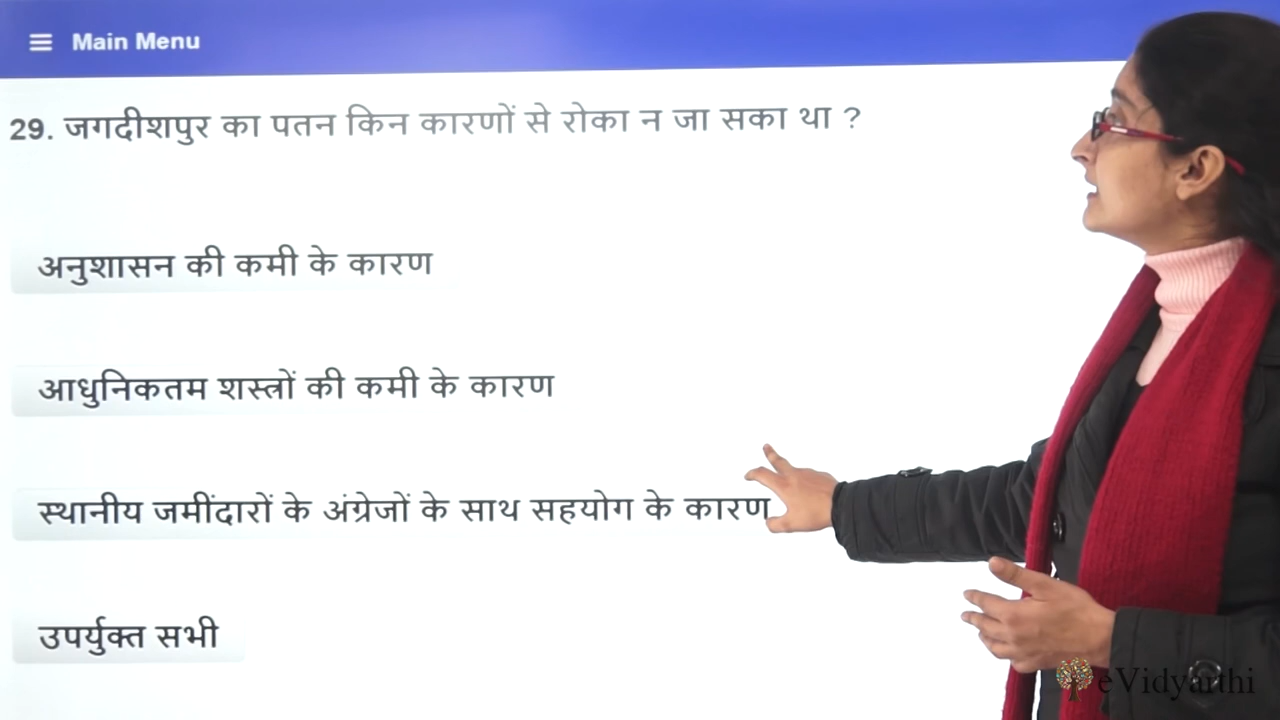 Main Menu
29. जगदीशपुर का पतन किन कारणों से रोका न जा सका था ?
अनुशासन की कमी के कारण
आधुनिकतम शस्त्रों की कमी के कारण
स्थानीय जमींदारों के अंग्रेजों के साथ सहयोग के कारण
उपर्युक्त सभी
eVidyarthi